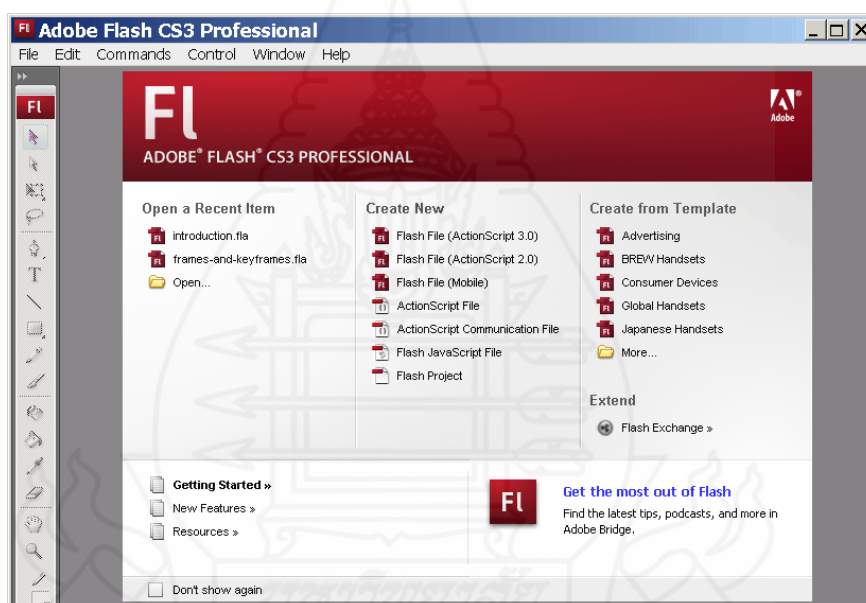 Fl Adobe Flash CS3 Professional
File Edit Commands Control Window Help
Fl
Fl
Adobe
ADOBE® FLASH® CS3 PROFESSIONAL
Open a Recent Item
introduction.fla
frames-and-keyframes.fla
Open...
Create New
Flash File (ActionScript 3.0)
Flash File (ActionScript 2.0)
Flash File (Mobile)
ActionScript File
ActionScript Communication File
Flash JavaScript File
Flash Project
Create from Template
Advertising
BREW Handsets
Consumer Devices
Global Handsets
Japanese Handsets
More...
Extend
Flash Exchange »
Getting Started »
New Features »
Resources »
Fl
Get the most out of Flash
Find the latest tips, podcasts, and more in
Adobe Bridge.
Don't show again